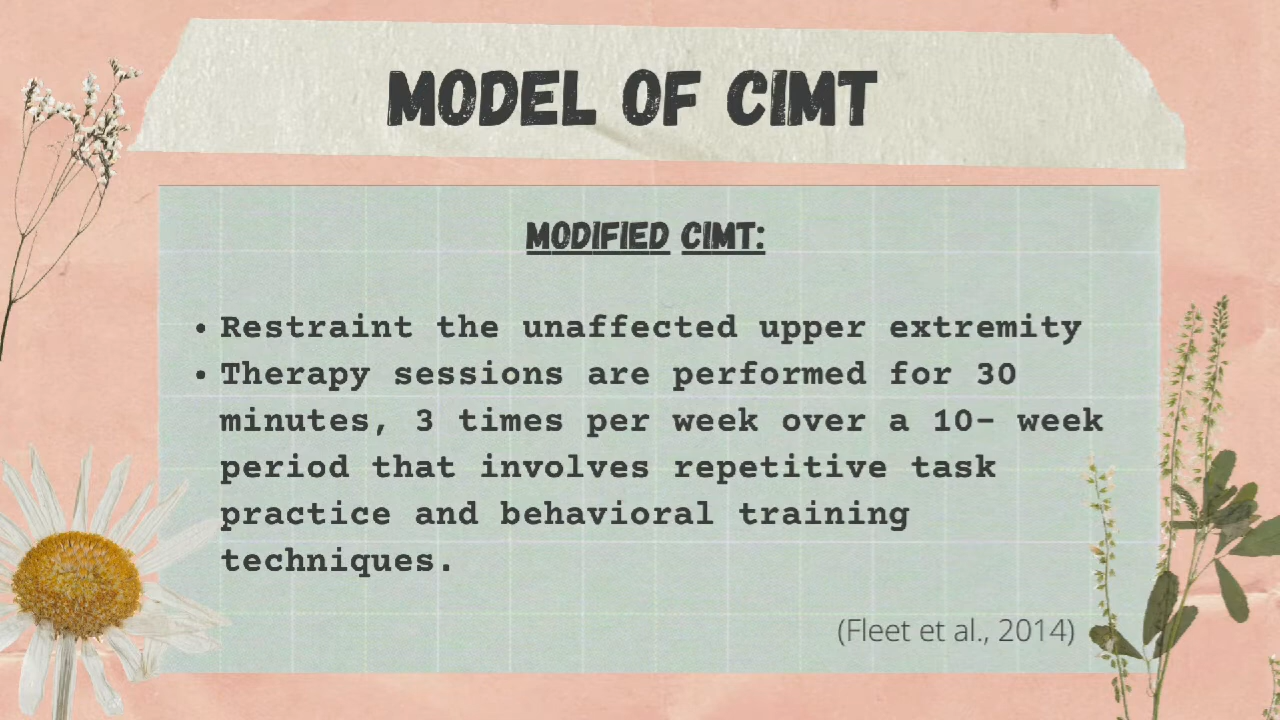 MODEL OF CIMT
MODIFIED CIMT:
• Restraint the unaffected upper extremity
• Therapy sessions are performed for 30
minutes, 3 times per week over a 10- week
period that involves repetitive task
practice and behavioral training
techniques.
(Fleet et al., 2014)